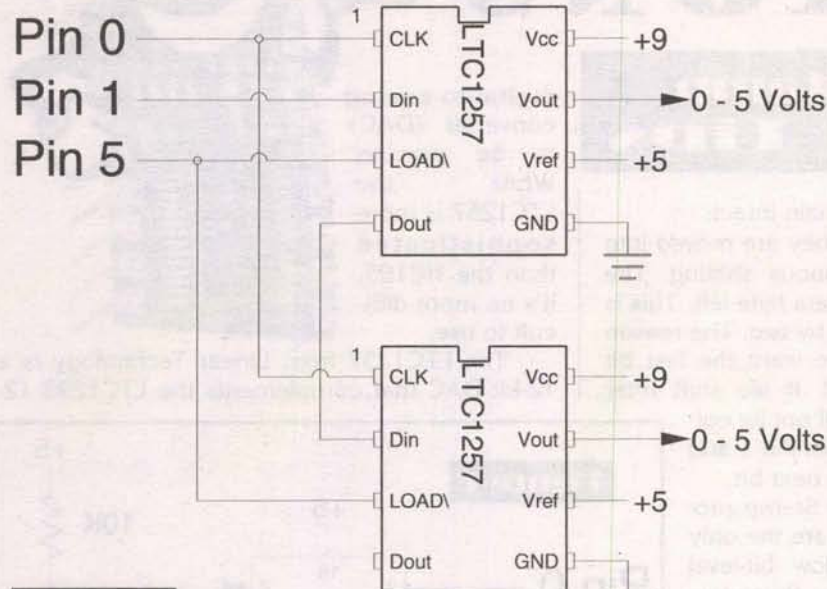 Pin 0
Pin 1
Pin 5
1
CLK
Din
LOAD\
Dout
LTC1257
Vcc
Vout
Vref
GND
+9
0 - 5 Volts
+5
1
CLK
Din
LOAD\
Dout
LTC1257
Vcc
Vout
Vref
GND
+9
0 - 5 Volts
+5